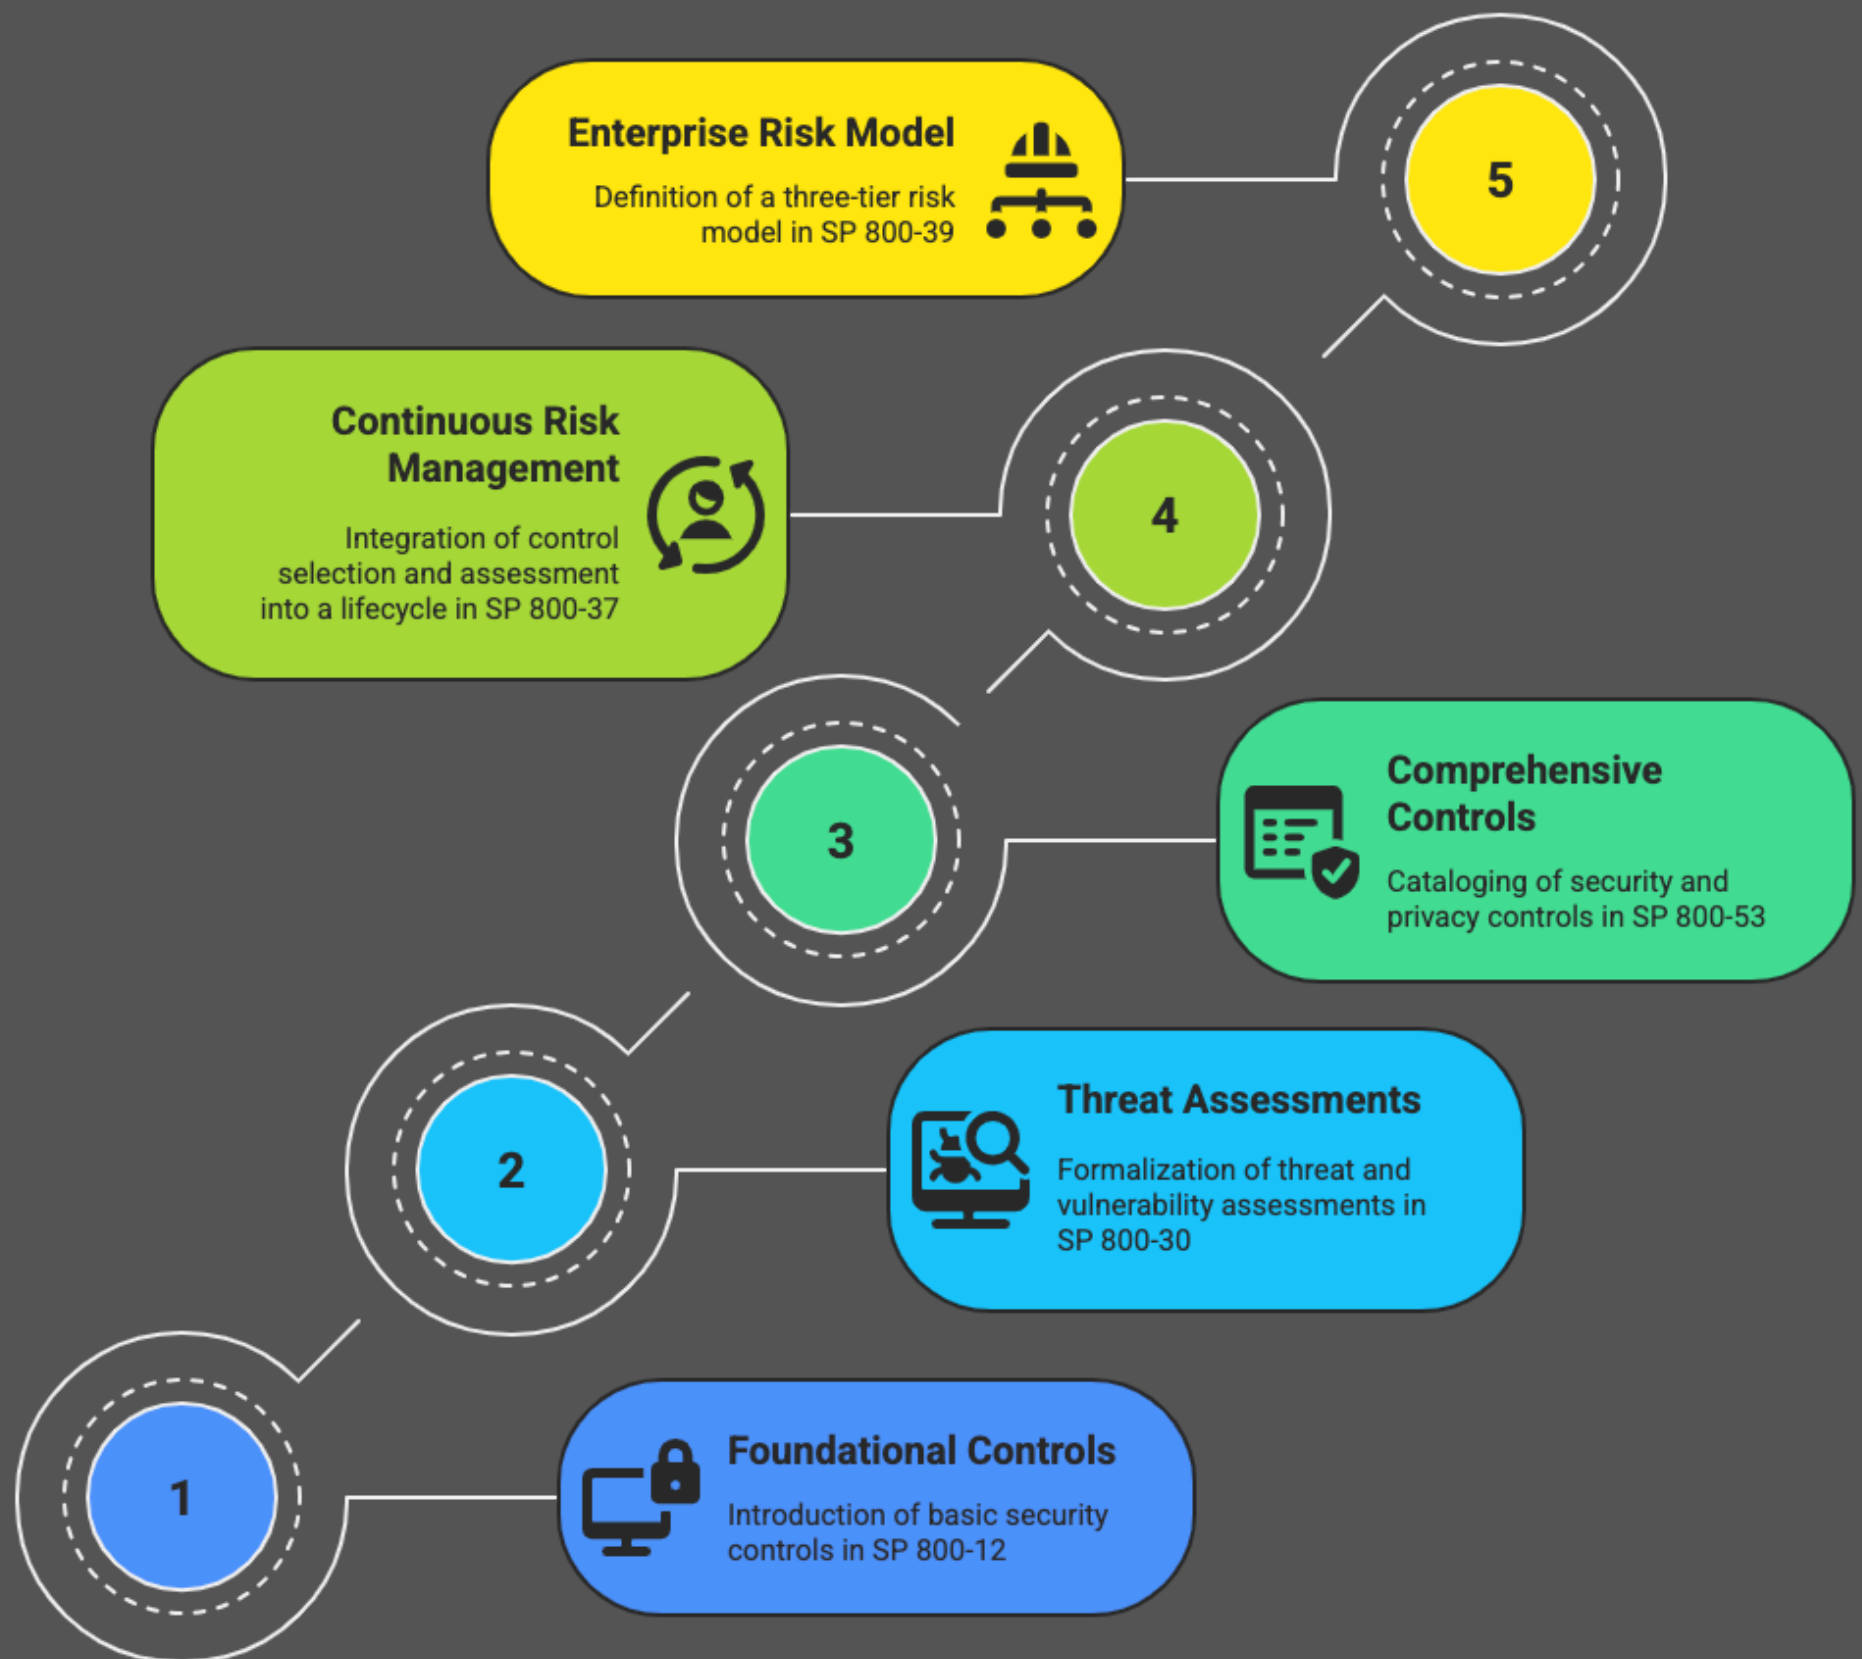 Enterprise Risk Model
Definition of a three-tier risk
model in SP 800-39
5
Continuous Risk
Management
Integration of control
selection and assessment
into a lifecycle in SP 800-37
4
3
Comprehensive
Controls
Cataloging of security and
privacy controls in SP 800-53
2
Threat Assessments
Formalization of threat and
vulnerability assessments in
SP 800-30
1
Foundational Controls
Introduction of basic security
controls in SP 800-12